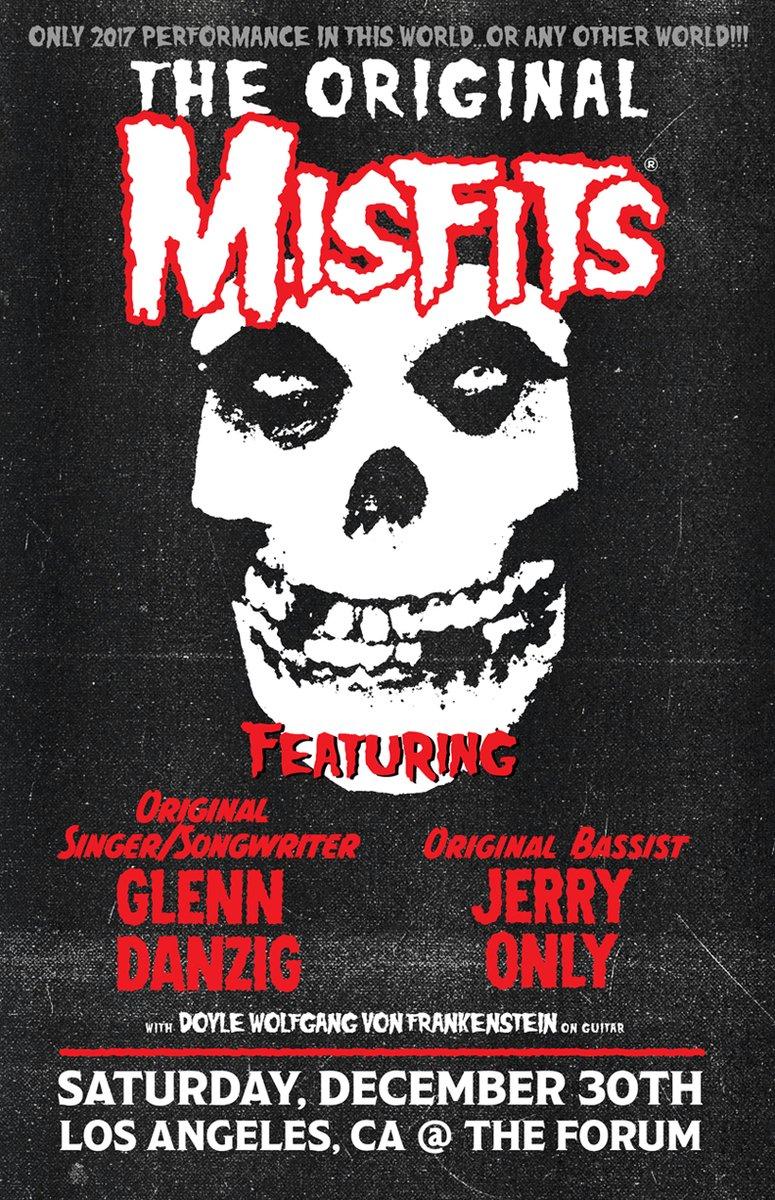 ONLY 2017 PERFORMANCE IN THIS WORLD...OR ANY OTHER WORLD!!!
THE ORIGINAL
MISFITS®
FEATURING
ORIGINAL
SINGER/SONGWRITER
GLENN
DANZIG
ORIGINAL BASSIST
JERRY
ONLY
WITH DOYLE WOLFGANG VON FRANKENSTEIN ON GUITAR
SATURDAY, DECEMBER 30TH
LOS ANGELES, CA @ THE FORUM